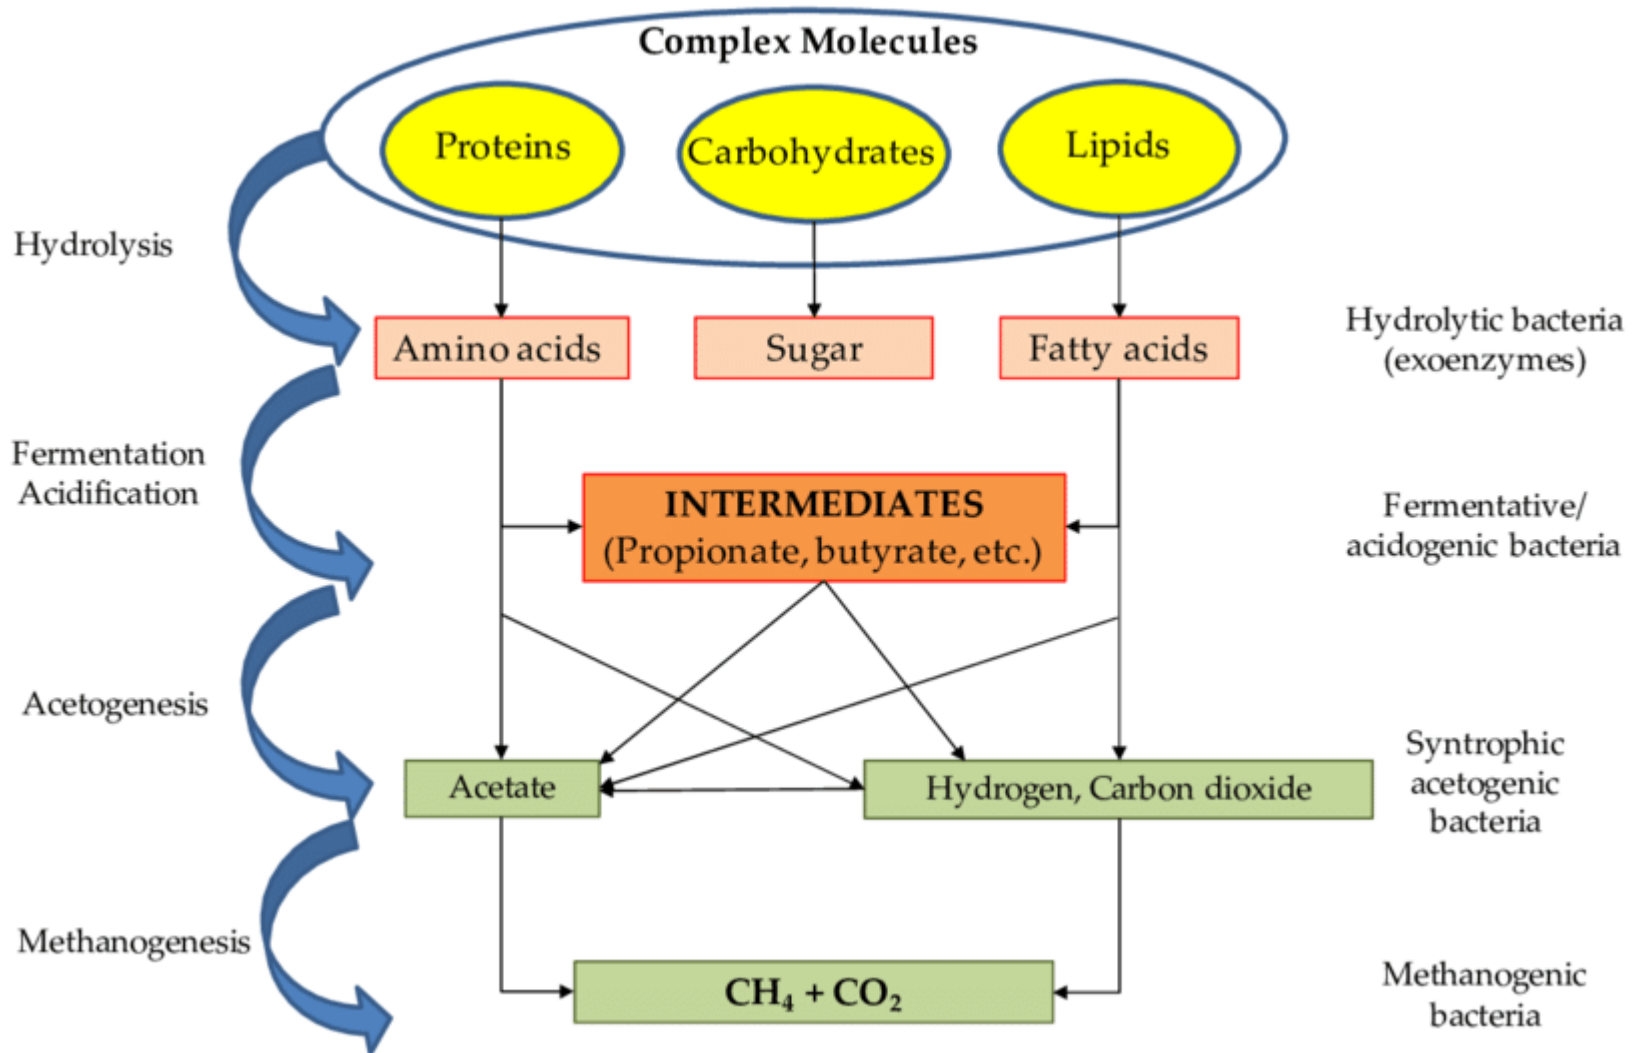 Complex Molecules
Proteins
Carbohydrates
Lipids
Hydrolysis
Amino acids
Sugar
Fatty acids
Hydrolytic bacteria
(exoenzymes)
Fermentation
Acidification
INTERMEDIATES
(Propionate, butyrate, etc.)
Fermentative/
acidogenic bacteria
Acetogenesis
Acetate
Hydrogen, Carbon dioxide
Syntrophic
acetogenic
bacteria
Methanogenesis
CH₄ + CO₂
Methanogenic
bacteria